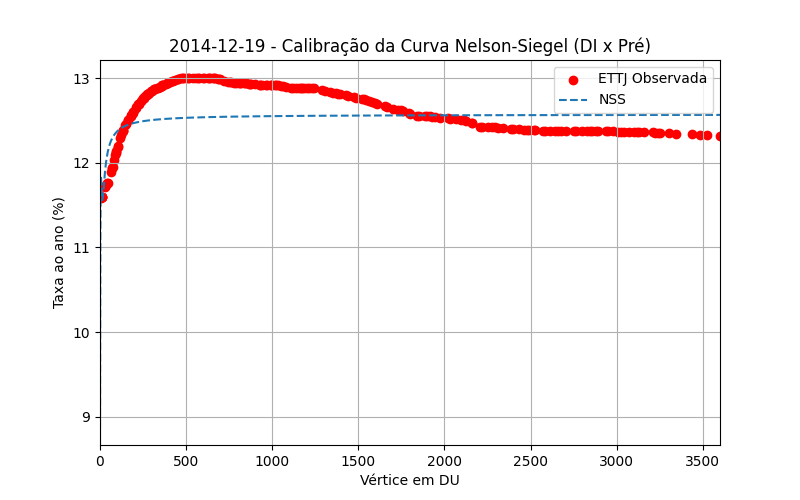 2014-12-19 - Calibração da Curva Nelson-Siegel (DI x Pré)
ETTJ Observada
NSS
Taxa ao ano (%)
13
12
11
10
9
0 500 1000 1500 2000 2500 3000 3500
Vértice em DU